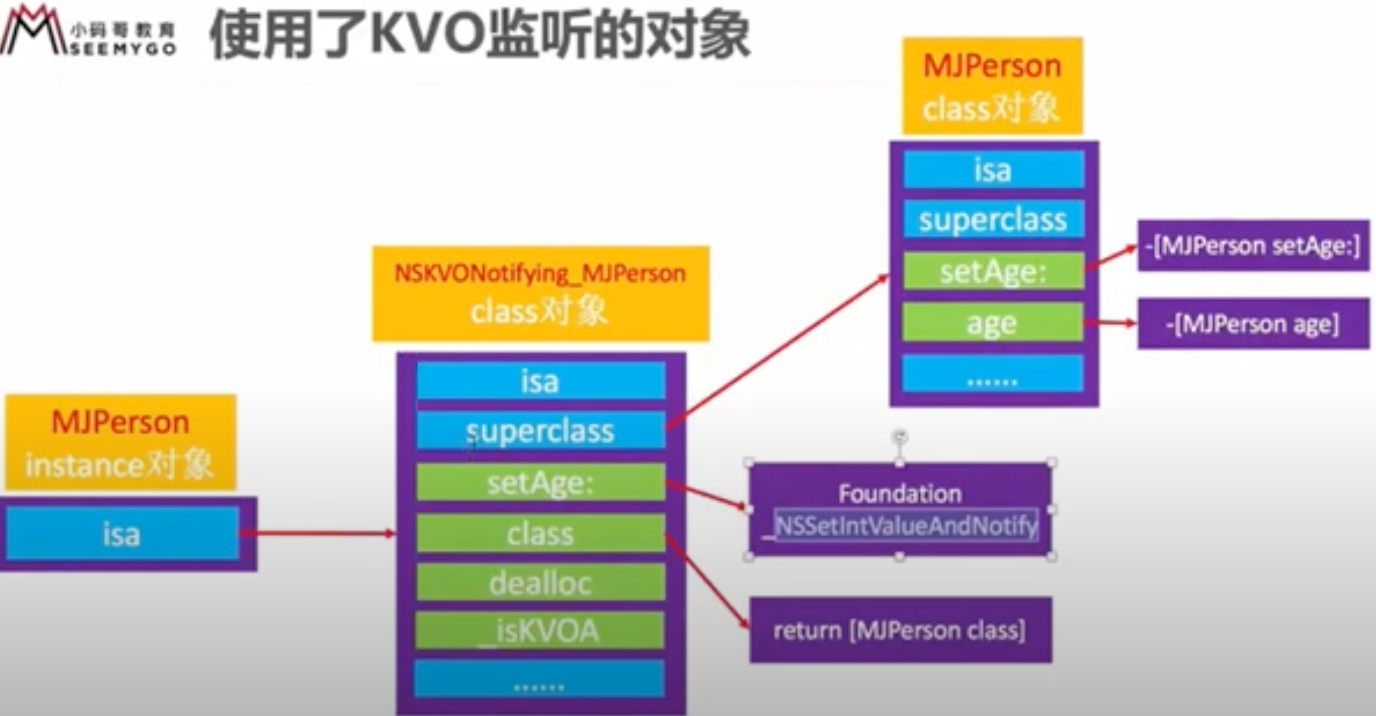 小码哥教育
SEEMYGO
使用了KVO监听的对象
MJPerson
class对象
isa
superclass
setAge:
age
......
-[MJPerson setAge:]
-[MJPerson age]
NSKVONotifying_MJPerson
class对象
isa
superclass
setAge:
class
dealloc
_isKVOA
......
MJPerson
instance对象
isa
Foundation
_NSSetIntValueAndNotify
return [MJPerson class]